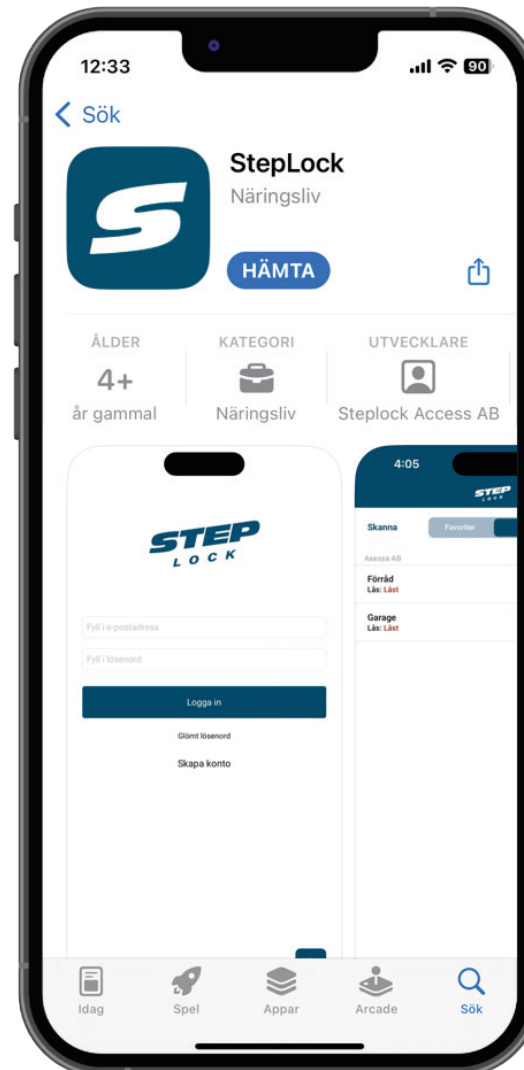 12:33
90
Sök
StepLock
Näringsliv
HÄMTA
ÅLDER
KATEGORI
UTVECKLARE
4+
år gammal
Näringsliv
Steplock Access AB
STEP
LOCK
Fyll i e-postadress
Fyll i lösenord
Logga in
Glömt lösenord
Skapa konto
4:05
STEP
LOCK
Skanna
Favoriter
Axessa AB
Förråd
Lås: Låst
Garage
Lås: Låst
Idag
Spel
Appar
Arcade
Sök